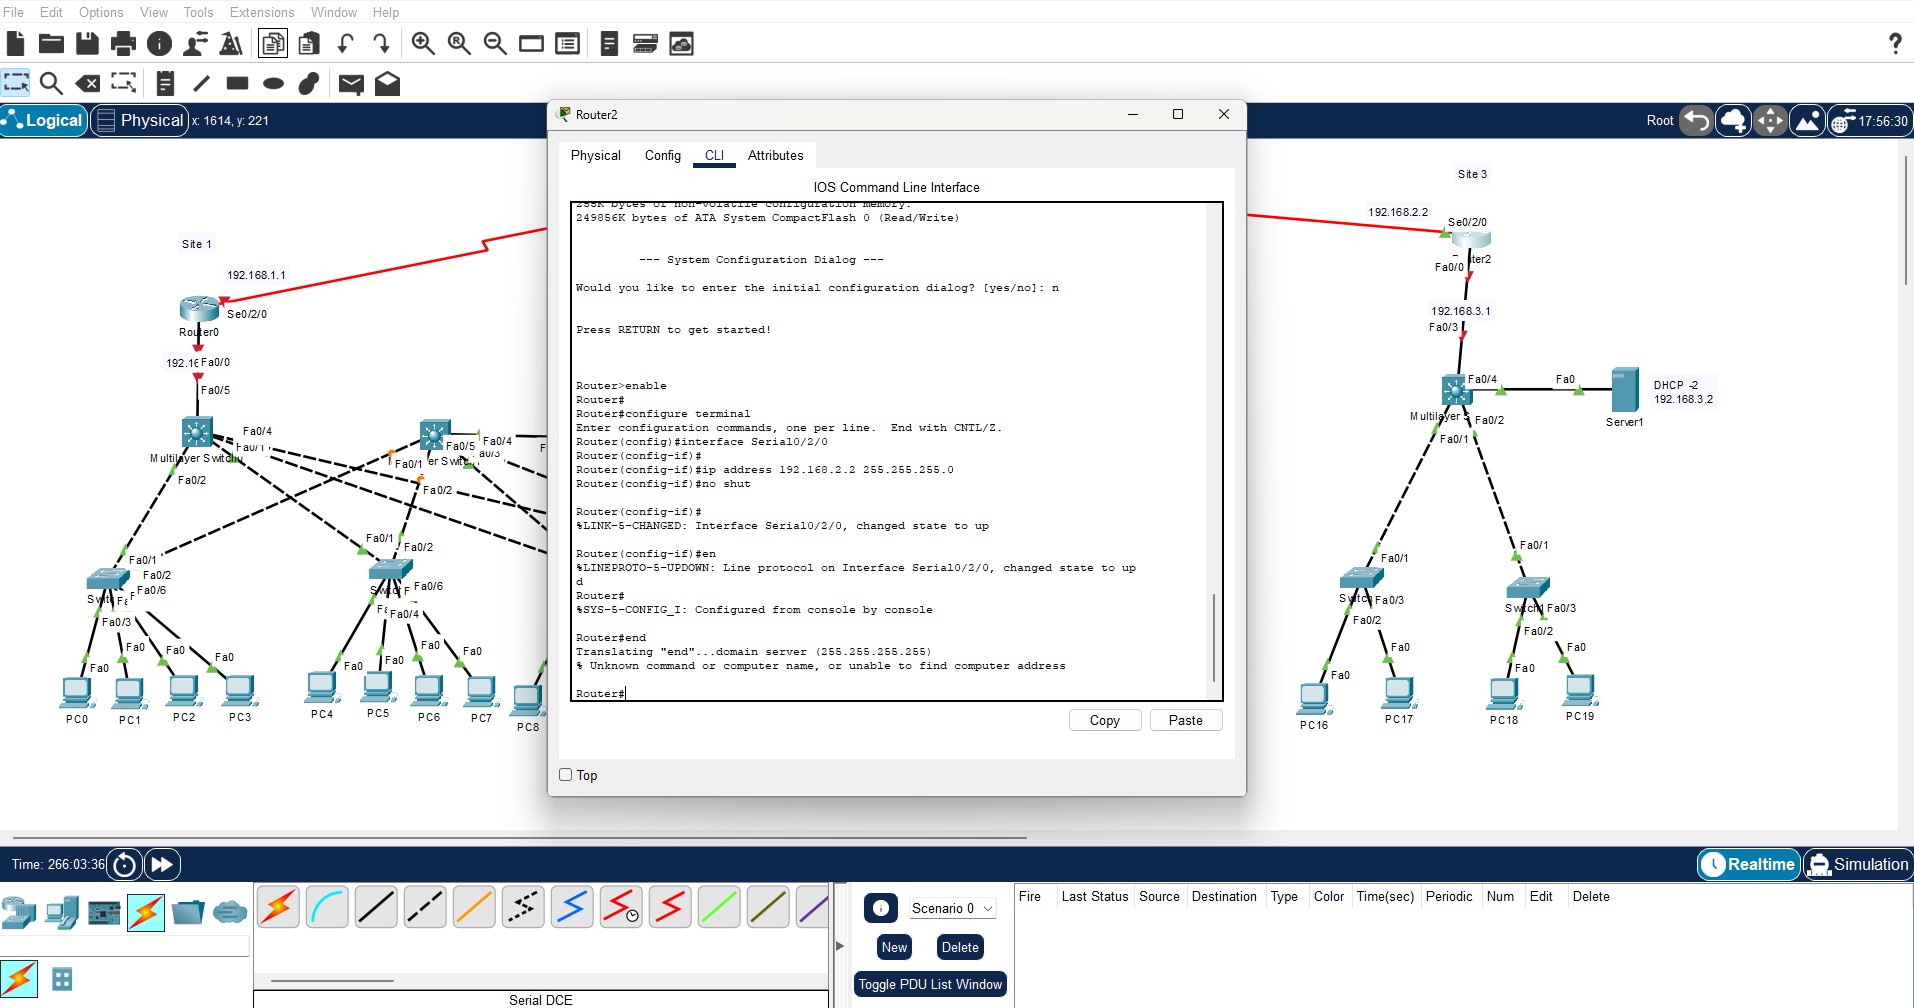 File Edit Options View Tools Extensions Window Help
Logical Physical x: 1614, y: 221
Root 17:56:30
Router2
Physical Config CLI Attributes
IOS Command Line Interface
255K bytes of non-volatile configuration memory.
249856K bytes of ATA System CompactFlash 0 (Read/Write)
--- System Configuration Dialog ---
Would you like to enter the initial configuration dialog? [yes/no]: n
Press RETURN to get started!
Router>enable
Router#
Router#configure terminal
Enter configuration commands, one per line.  End with CNTL/Z.
Router(config)#interface Serial0/2/0
Router(config-if)#
Router(config-if)#ip address 192.168.2.2 255.255.255.0
Router(config-if)#no shut
Router(config-if)#
%LINK-5-CHANGED: Interface Serial0/2/0, changed state to up
Router(config-if)#en
%LINEPROTO-5-UPDOWN: Line protocol on Interface Serial0/2/0, changed state to up
d
Router#
%SYS-5-CONFIG_I: Configured from console by console
Router#end
Translating "end"...domain server (255.255.255.255)
% Unknown command or computer name, or unable to find computer address
Router#
Copy Paste
Top
Site 1
192.168.1.1
Se0/2/0
Router0
192.16 Fa0/0
Fa0/5
Fa0/4
Fa0/1
Multilayer Switch0
Fa0/2
Fa0/5 Fa0/4
er Switc Fa0/3
Fa0/1
Fa0/2
F
Fa0/1
Fa0/2
Fa0/6
Fa0/3
Fa0
Fa0
Fa0
Fa0
PC0 PC1 PC2 PC3
Fa0/1
Fa0/2
Fa0/6
Fa0/4
Fa0
Fa0
Fa0
Fa0
PC4 PC5 PC6 PC7
PC8
Site 3
192.168.2.2
Se0/2/0
ter2
Fa0/0
192.168.3.1
Fa0/3
Fa0/4
Fa0
DHCP -2
192.168.3.2
Server1
Multilayer S
Fa0/2
Fa0/1
Fa0/1
Fa0/1
Switch Fa0/3
Fa0/2
Switch Fa0/3
Fa0/2
Fa0
Fa0
Fa0
Fa0
PC16 PC17 PC18 PC19
Time: 266:03:36
Realtime Simulation
Scenario 0
New Delete
Toggle PDU List Window
Fire Last Status Source Destination Type Color Time(sec) Periodic Num Edit Delete
Serial DCE